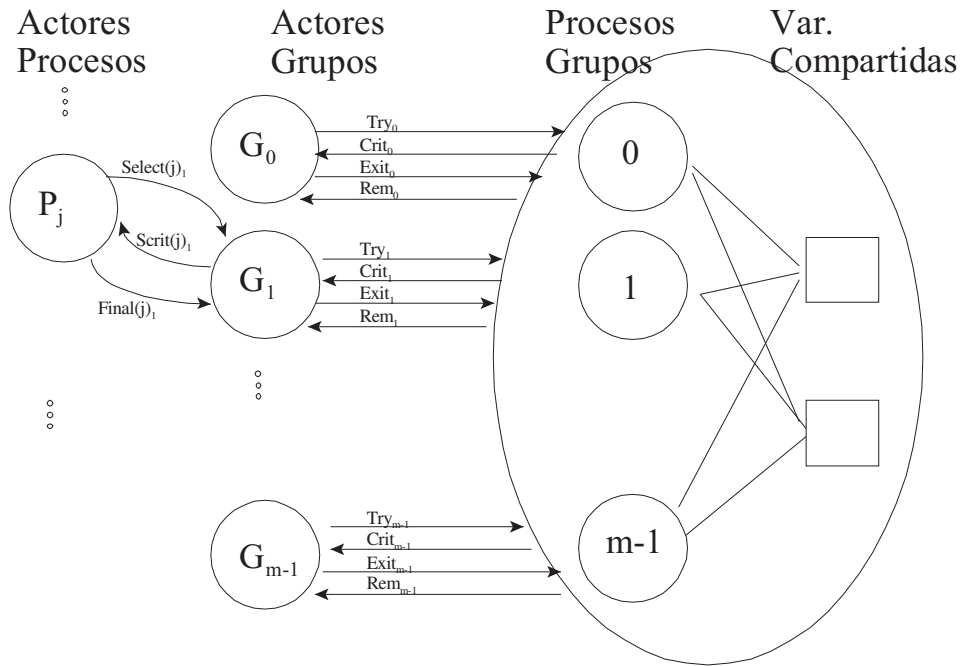 Actores
Procesos
Actores
Grupos
Procesos
Grupos
Var.
Compartidas
G₀
Try₀
Crit₀
Exit₀
Rem₀
0
Pⱼ
Select(j)₁
Scrit(j)₁
Final(j)₁
G₁
Try₁
Crit₁
Exit₁
Rem₁
1
Gₘ₋₁
Tryₘ₋₁
Critₘ₋₁
Exitₘ₋₁
Remₘ₋₁
m-1